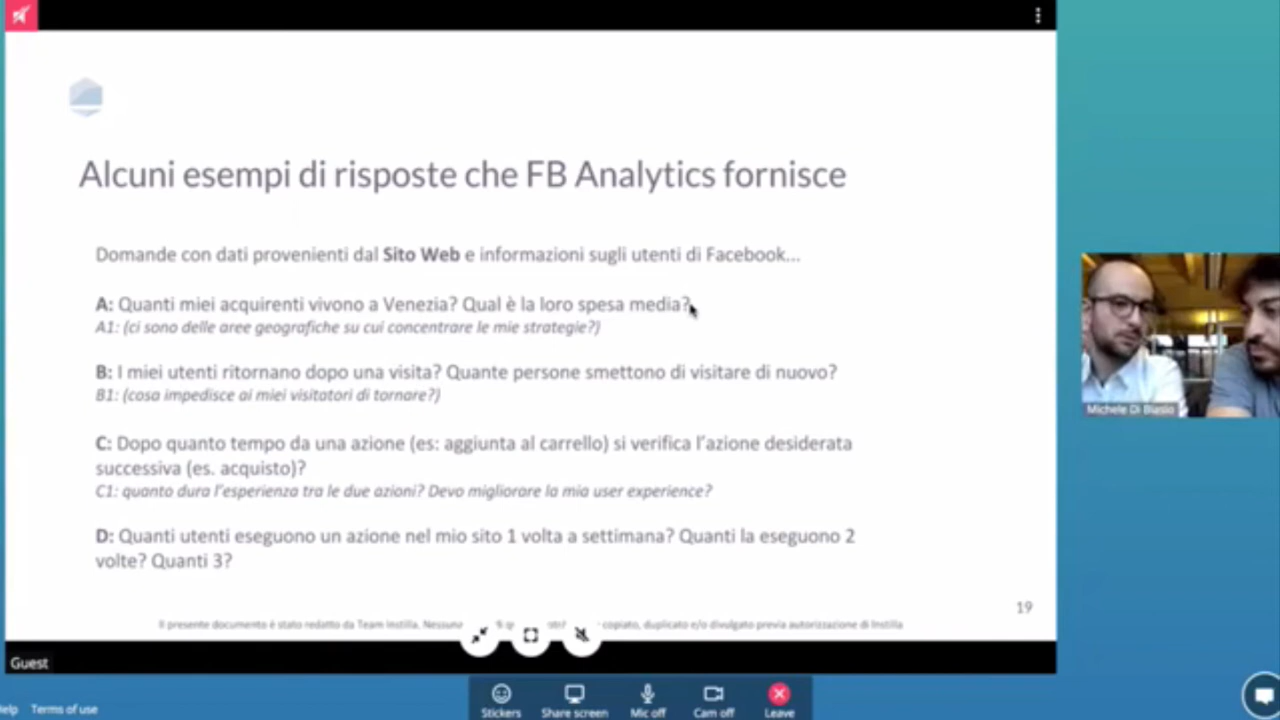 Alcuni esempi di risposte che FB Analytics fornisce
Domande con dati provenienti dal Sito Web e informazioni sugli utenti di Facebook...
A: Quanti miei acquirenti vivono a Venezia? Qual è la loro spesa media?
A1: (ci sono delle aree geografiche su cui concentrare le mie strategie?)
B: I miei utenti ritornano dopo una visita? Quante persone smettono di visitare di nuovo?
B1: (cosa impedisce ai miei visitatori di tornare?)
C: Dopo quanto tempo da una azione (es: aggiunta al carrello) si verifica l'azione desiderata
successiva (es. acquisto)?
C1: quanto dura l'esperienza tra le due azioni? Devo migliorare la mia user experience?
D: Quanti utenti eseguono un azione nel mio sito 1 volta a settimana? Quanti la eseguono 2
volte? Quanti 3?
19
Il presente documento è stato redatto da Team Instilla. copiato, duplicato e/o divulgato previa autorizzazione di Instilla
Michele Di Blasio
Guest
Terms of use
Stickers
Share screen
Mic off
Cam off
Leave